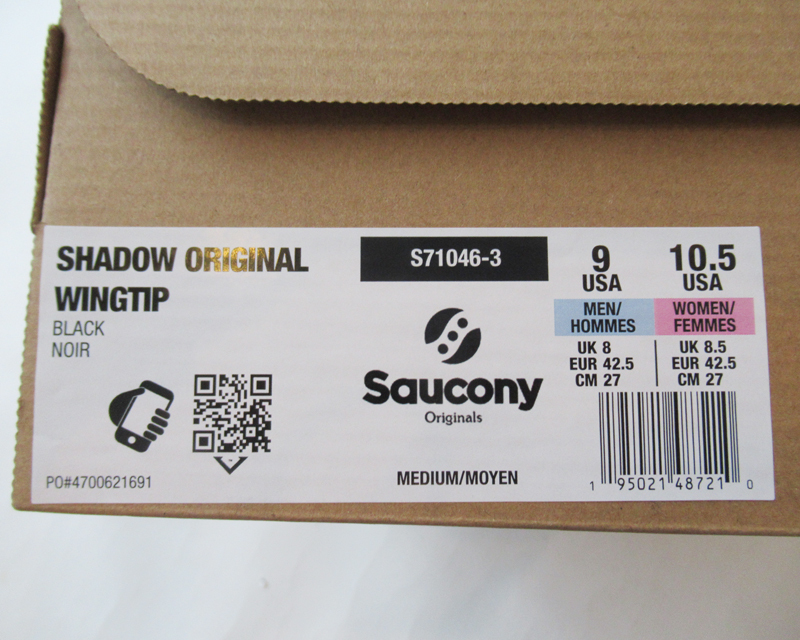 SHADOW ORIGINAL
WINGTIP
BLACK
NOIR
PO#4700621691
S71046-3
Saucony
Originals
MEDIUM/MOYEN
9
USA
MEN/
HOMMES
UK 8
EUR 42.5
CM 27
10.5
USA
WOMEN/
FEMMES
UK 8.5
EUR 42.5
CM 27
1 95021 48721 0